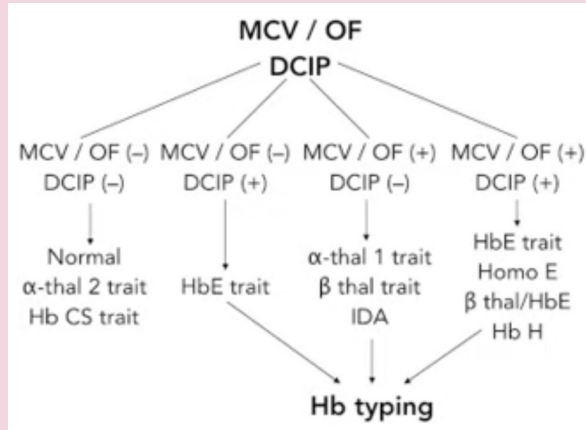 MCV / OF
DCIP
MCV / OF (–) MCV / OF (–) MCV / OF (+) MCV / OF (+)
DCIP (–) DCIP (+) DCIP (–) DCIP (+)
Normal
α-thal 2 trait
Hb CS trait
HbE trait
α-thal 1 trait
β thal trait
IDA
HbE trait
Homo E
β thal/HbE
Hb H
Hb typing